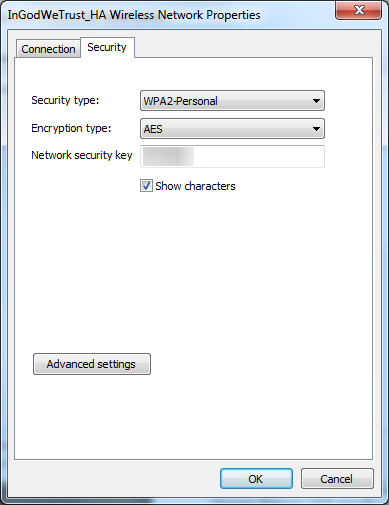 InGodWeTrust_HA Wireless Network Properties
Connection Security
Security type: WPA2-Personal
Encryption type: AES
Network security key
Show characters
Advanced settings
OK Cancel